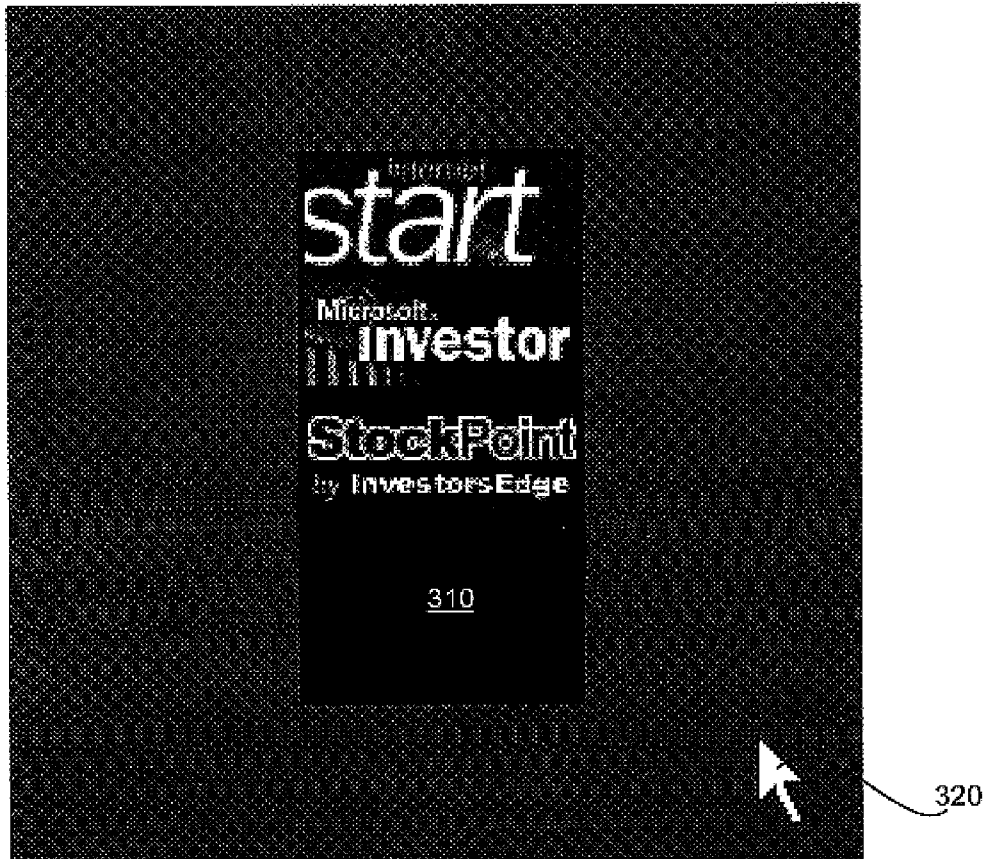 internet
start
Microsoft
investor
StockPoint
by InvestorsEdge
310
320